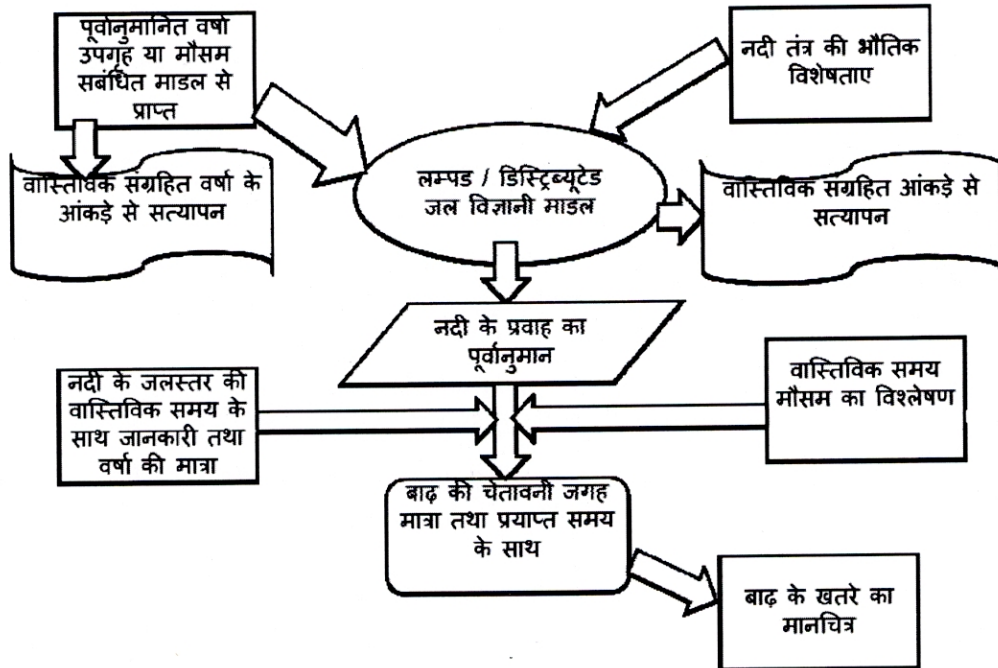 पूर्वानुमानित वर्षा
उपगृह या मौसम
सबंधित माडल से
प्राप्त
नदी तंत्र की भौतिक
विशेषताए
वास्तिविक संग्रहित वर्षा के
आंकड़े से सत्यापन
लम्पड / डिस्ट्रिब्यूटेड
जल विज्ञानी माडल
वास्तिविक संग्रहित आंकड़े से
सत्यापन
नदी के प्रवाह का
पूर्वानुमान
नदी के जलस्तर की
वास्तिविक समय के
साथ जानकारी तथा
वर्षा की मात्रा
वास्तिविक समय
मौसम का विश्लेषण
बाढ़ की चेतावनी जगह
मात्रा तथा प्रयाप्त समय
के साथ
बाढ़ के खतरे का
मानचित्र